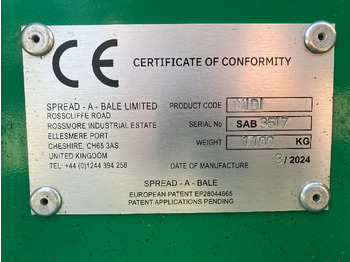 CE CERTIFICATE OF CONFORMITY
SPREAD - A - BALE LIMITED
ROSSCLIFFE ROAD
ROSSMORE INDUSTRIAL ESTATE
ELLESMERE PORT
CHESHIRE, CH65 3AS
UNITED KINGDOM
TEL: +44 (0)1244 394 258
PRODUCT CODE MIDI
SERIAL No SAB 3517
WEIGHT 1100 KG
DATE OF MANUFACTURE 3/2024
SPREAD - A - BALE
EUROPEAN PATENT EP28044665
PATENT APPLICATIONS PENDING